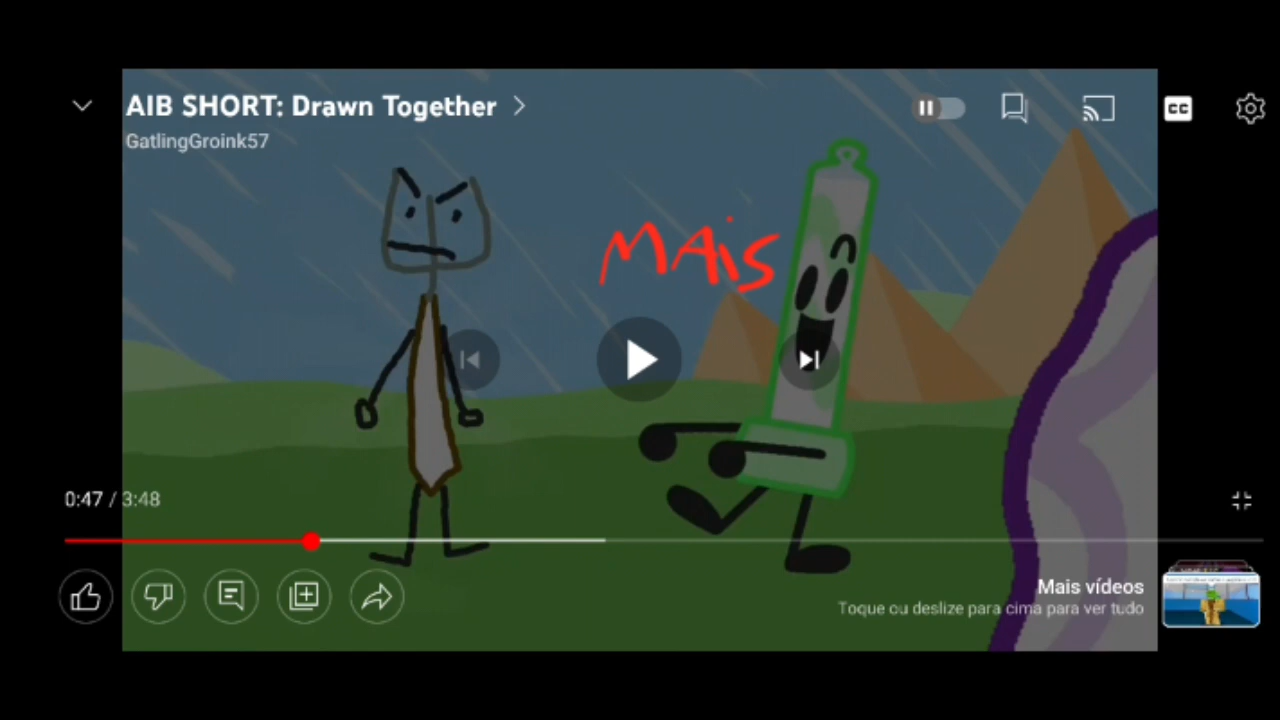 AIB SHORT: Drawn Together
GatlingGroink57
CC
MAiS
0:47 / 3:48
Mais vídeos
Toque ou deslize para cima para ver tudo